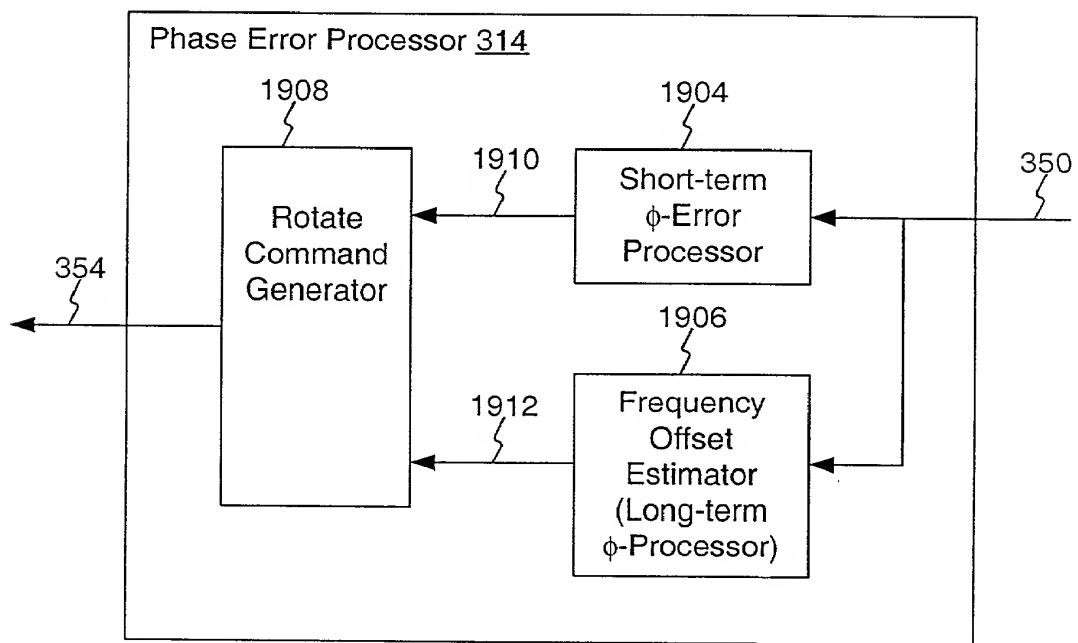 Phase Error Processor 314
1908
1904
1910
350
Short-term
ϕ-Error
Processor
Rotate
Command
Generator
354
1906
1912
Frequency
Offset
Estimator
(Long-term
ϕ-Processor)